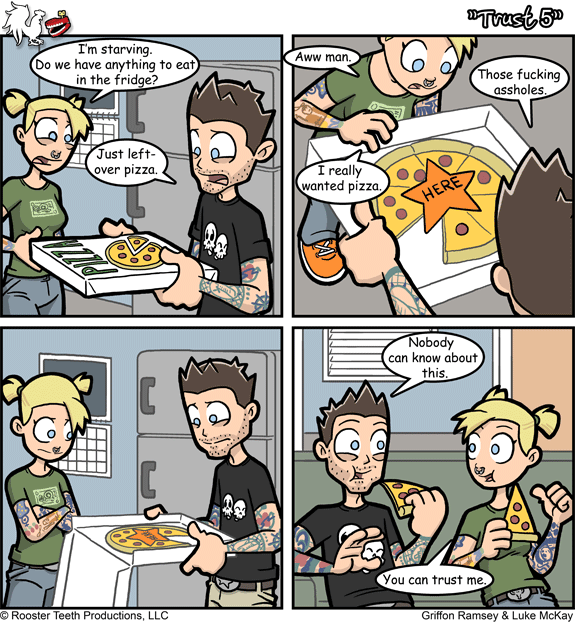 "Trust 5"
I'm starving.
Do we have anything to eat
in the fridge?
Just left-
over pizza.
PIZZA
Aww man.
Those fucking
assholes.
I really
wanted pizza.
HERE
HERE
Nobody
can know about
this.
You can trust me.
© Rooster Teeth Productions, LLC
Griffon Ramsey & Luke McKay